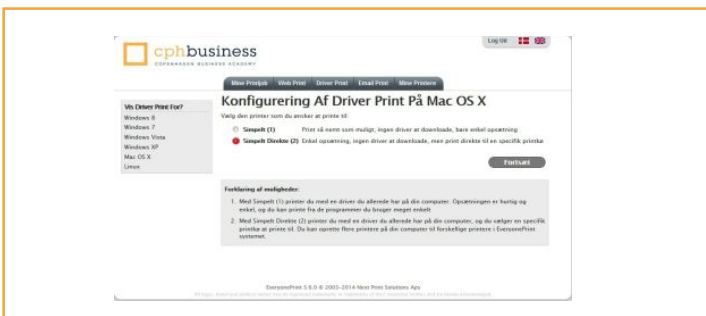 cphbusiness
COPENHAGEN BUSINESS ACADEMY
Log Ud
Mine Printjob Web Print Driver Print Email Print Mine Printere
Vis Driver Print For?
Windows 8
Windows 7
Windows Vista
Windows XP
Mac OS X
Linux
Konfigurering Af Driver Print På Mac OS X
Vælg den printer som du ønsker at printe til
Simpelt (1) Print så nemt som muligt, ingen driver at downloade, bare enkel opsætning
Simpelt Direkte (2) Enkel opsætning, ingen driver at downloade, men print direkte til en specifik printkø
Fortsæt
Forklaring af muligheder:
1. Med Simpelt (1) printer du med en driver du allerede har på din computer. Opsætningen er hurtig og
enkel, og du kan printe fra de programmer du bruger meget enkelt
2. Med Simpelt Direkte (2) printer du med en driver du allerede har på din computer, og du vælger en specifik
printkø at printe til. Du kan oprette flere printere på din computer til forskellige printere i EveryonePrint
systemet.
EveryonePrint 3.6.0 © 2005-2014 Next Print Solutions Aps